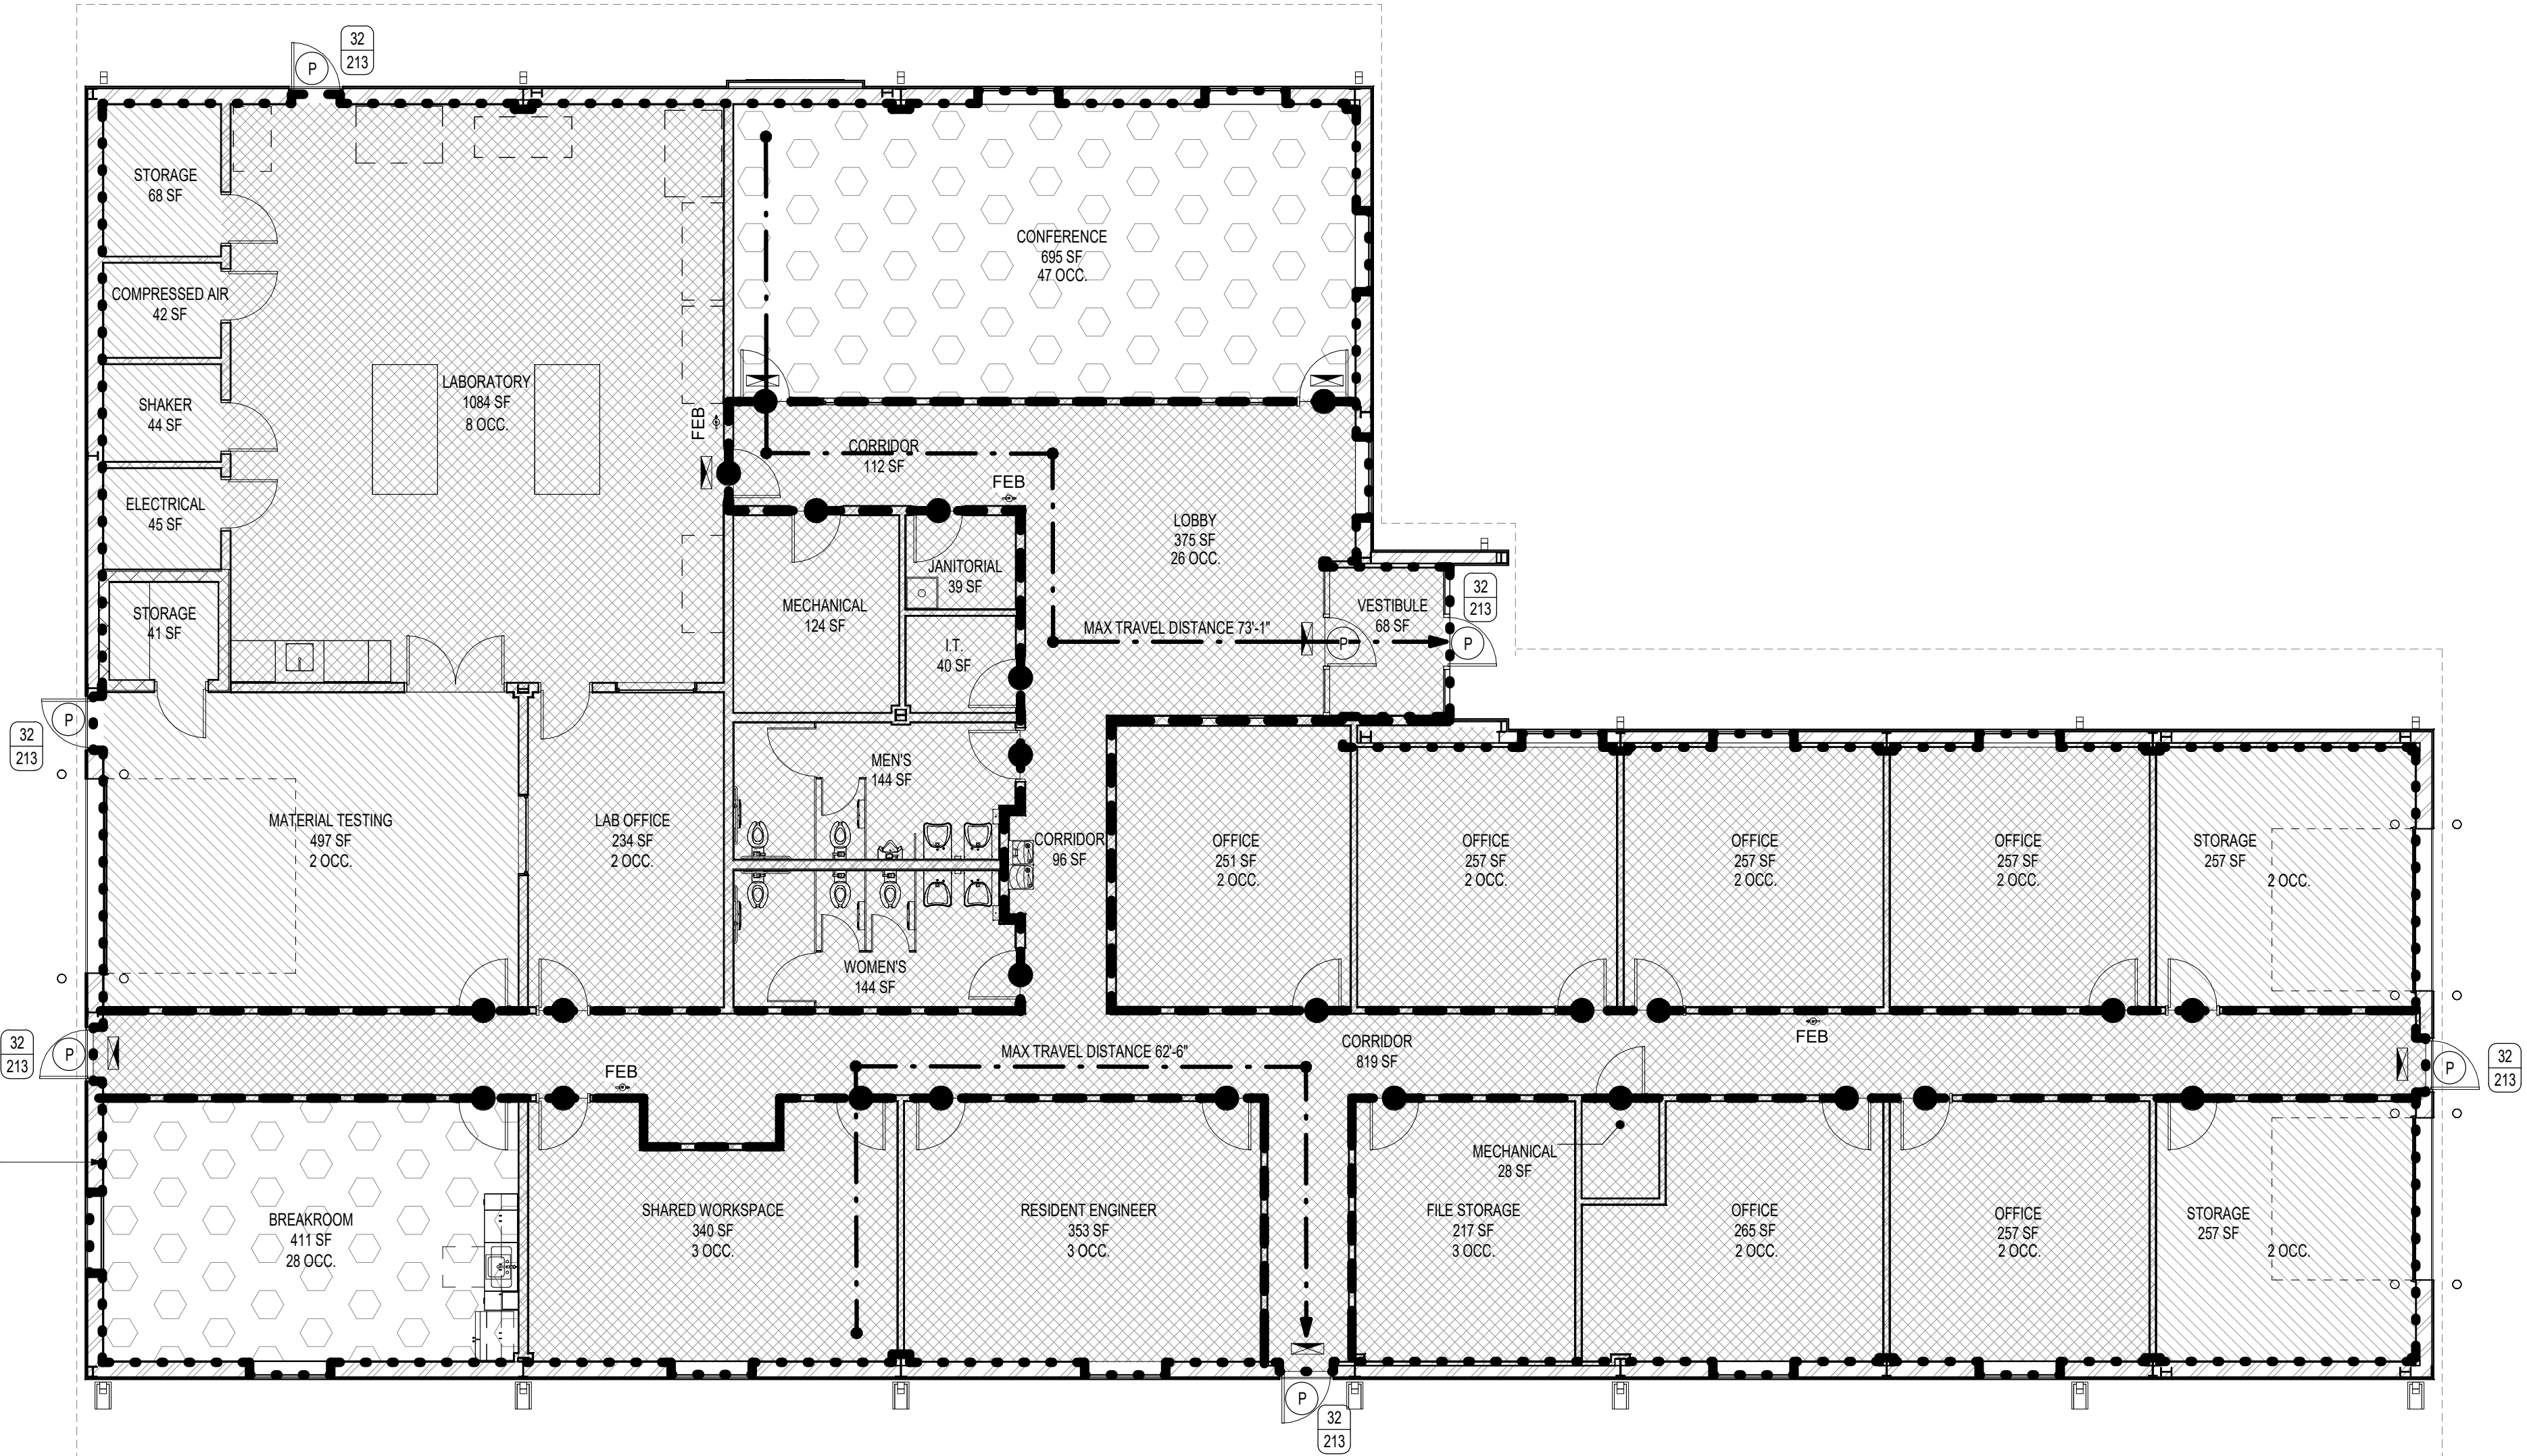 32
213
P
STORAGE
68 SF
COMPRESSED AIR
42 SF
SHAKER
44 SF
ELECTRICAL
45 SF
STORAGE
41 SF
LABORATORY
1084 SF
8 OCC.
FEB
CONFERENCE
695 SF
47 OCC.
CORRIDOR
112 SF
FEB
LOBBY
375 SF
26 OCC.
JANITORIAL
39 SF
MECHANICAL
124 SF
I.T.
40 SF
MAX TRAVEL DISTANCE 73'-1"
VESTIBULE
68 SF
P
P
32
213
P
32
213
MATERIAL TESTING
497 SF
2 OCC.
LAB OFFICE
234 SF
2 OCC.
MEN'S
144 SF
WOMEN'S
144 SF
CORRIDOR
96 SF
OFFICE
251 SF
2 OCC.
OFFICE
257 SF
2 OCC.
OFFICE
257 SF
2 OCC.
OFFICE
257 SF
2 OCC.
STORAGE
257 SF
2 OCC.
32
213
P
FEB
MAX TRAVEL DISTANCE 62'-6"
CORRIDOR
819 SF
FEB
P
32
213
BREAKROOM
411 SF
28 OCC.
SHARED WORKSPACE
340 SF
3 OCC.
RESIDENT ENGINEER
353 SF
3 OCC.
FILE STORAGE
217 SF
3 OCC.
MECHANICAL
28 SF
OFFICE
265 SF
2 OCC.
OFFICE
257 SF
2 OCC.
STORAGE
257 SF
2 OCC.
P
32
213